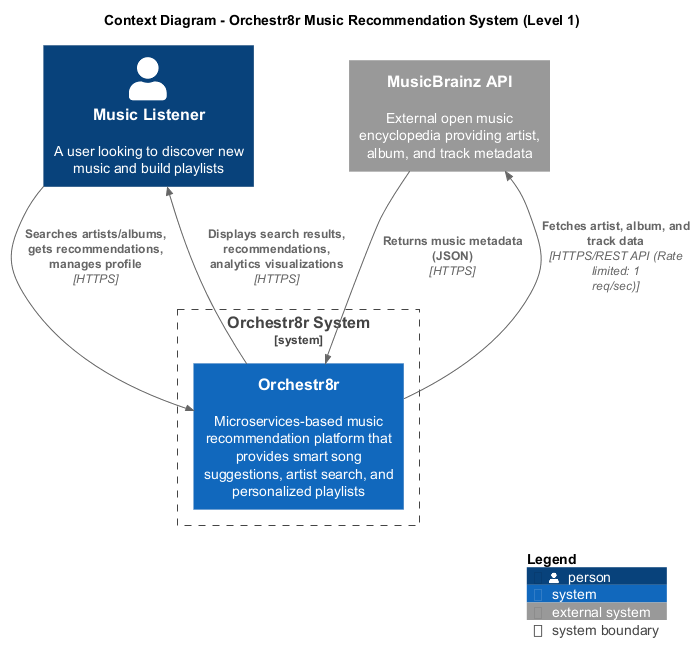 Context Diagram - Orchestr8r Music Recommendation System (Level 1)
Music Listener
A user looking to discover new
music and build playlists
MusicBrainz API
External open music
encyclopedia providing artist,
album, and track metadata
Searches artists/albums,
gets recommendations,
manages profile
[HTTPS]
Displays search results,
recommendations,
analytics visualizations
[HTTPS]
Returns music metadata
(JSON)
[HTTPS]
Fetches artist, album, and
track data
[HTTPS/REST API (Rate
limited: 1
req/sec)]
Orchestr8r System
[system]
Orchestr8r
Microservices-based music
recommendation platform that
provides smart song
suggestions, artist search, and
personalized playlists
Legend
person
system
external system
system boundary